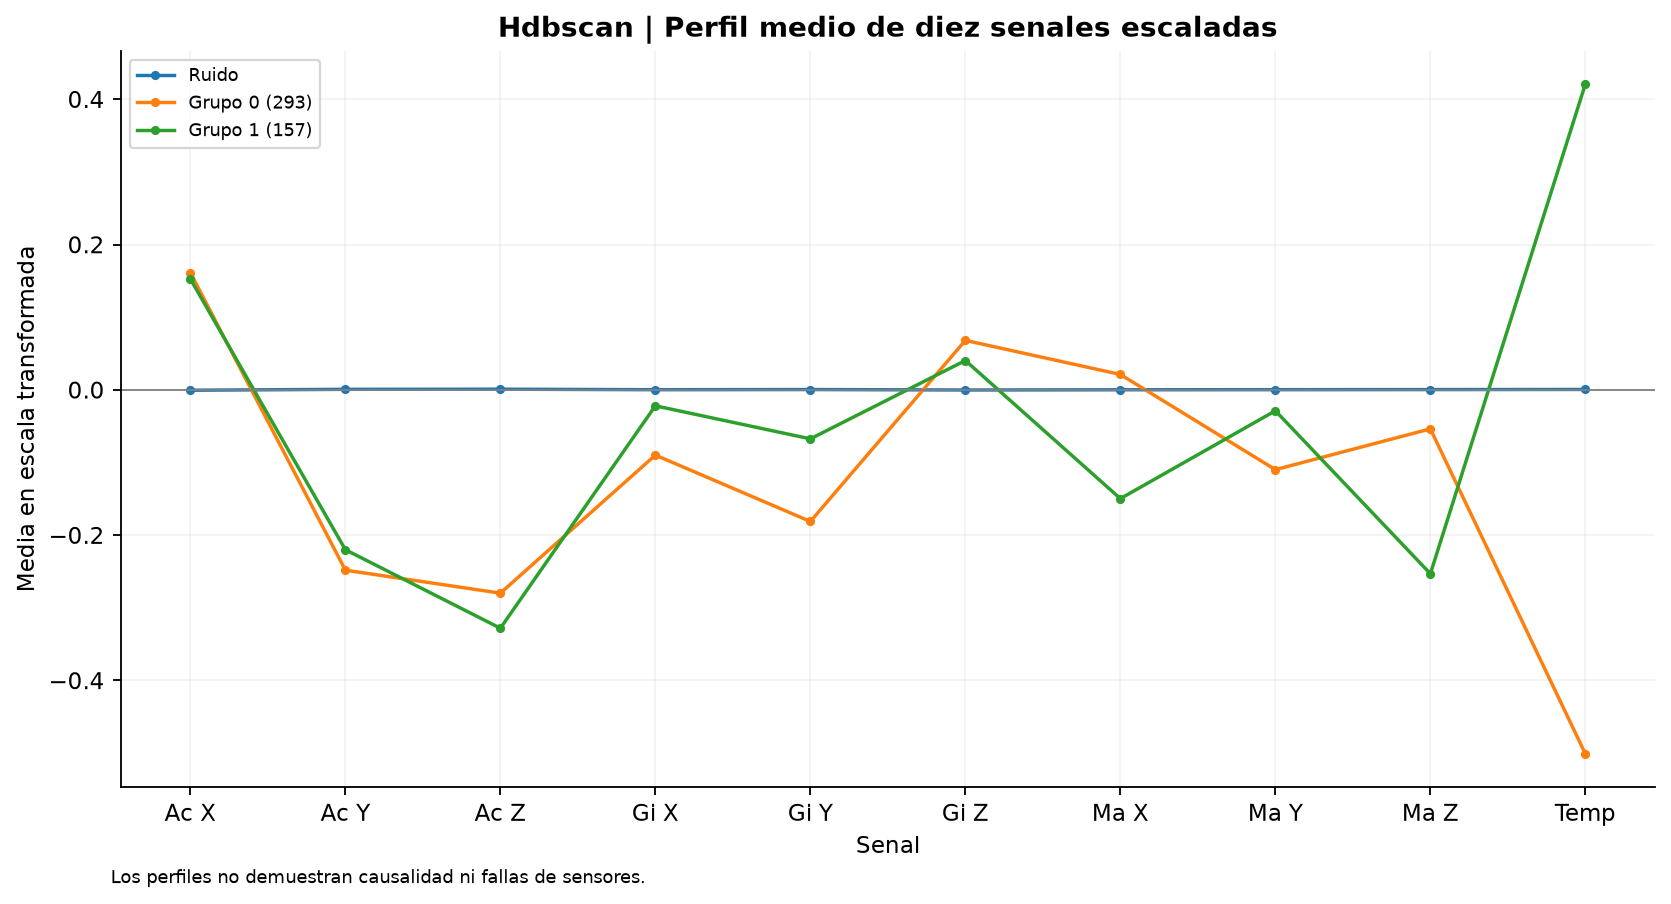 Hdbscan | Perfil medio de diez senales escaladas
Ruido
Grupo 0 (293)
Grupo 1 (157)
Media en escala transformada
0.4
0.2
0.0
−0.2
−0.4
Ac X Ac Y Ac Z Gi X Gi Y Gi Z Ma X Ma Y Ma Z Temp
Senal
Los perfiles no demuestran causalidad ni fallas de sensores.